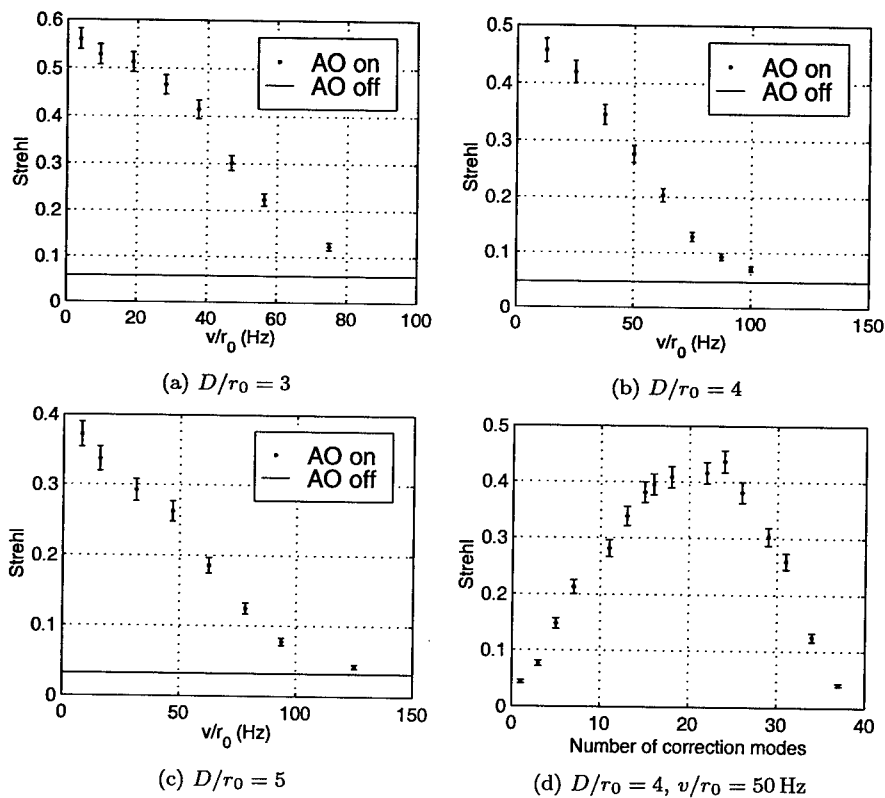 0.6
0.5
0.4
0.3
0.2
0.1
0
Strehl
AO on
AO off
0 20 40 60 80 100
v/r0 (Hz)
(a) D/r0 = 3
0.5
0.4
0.3
0.2
0.1
0
Strehl
AO on
AO off
0 50 100 150
v/r0 (Hz)
(b) D/r0 = 4
0.4
0.3
0.2
0.1
0
Strehl
AO on
AO off
0 50 100 150
v/r0 (Hz)
(c) D/r0 = 5
0.5
0.4
0.3
0.2
0.1
0
Strehl
0 10 20 30 40
Number of correction modes
(d) D/r0 = 4, v/r0 = 50 Hz